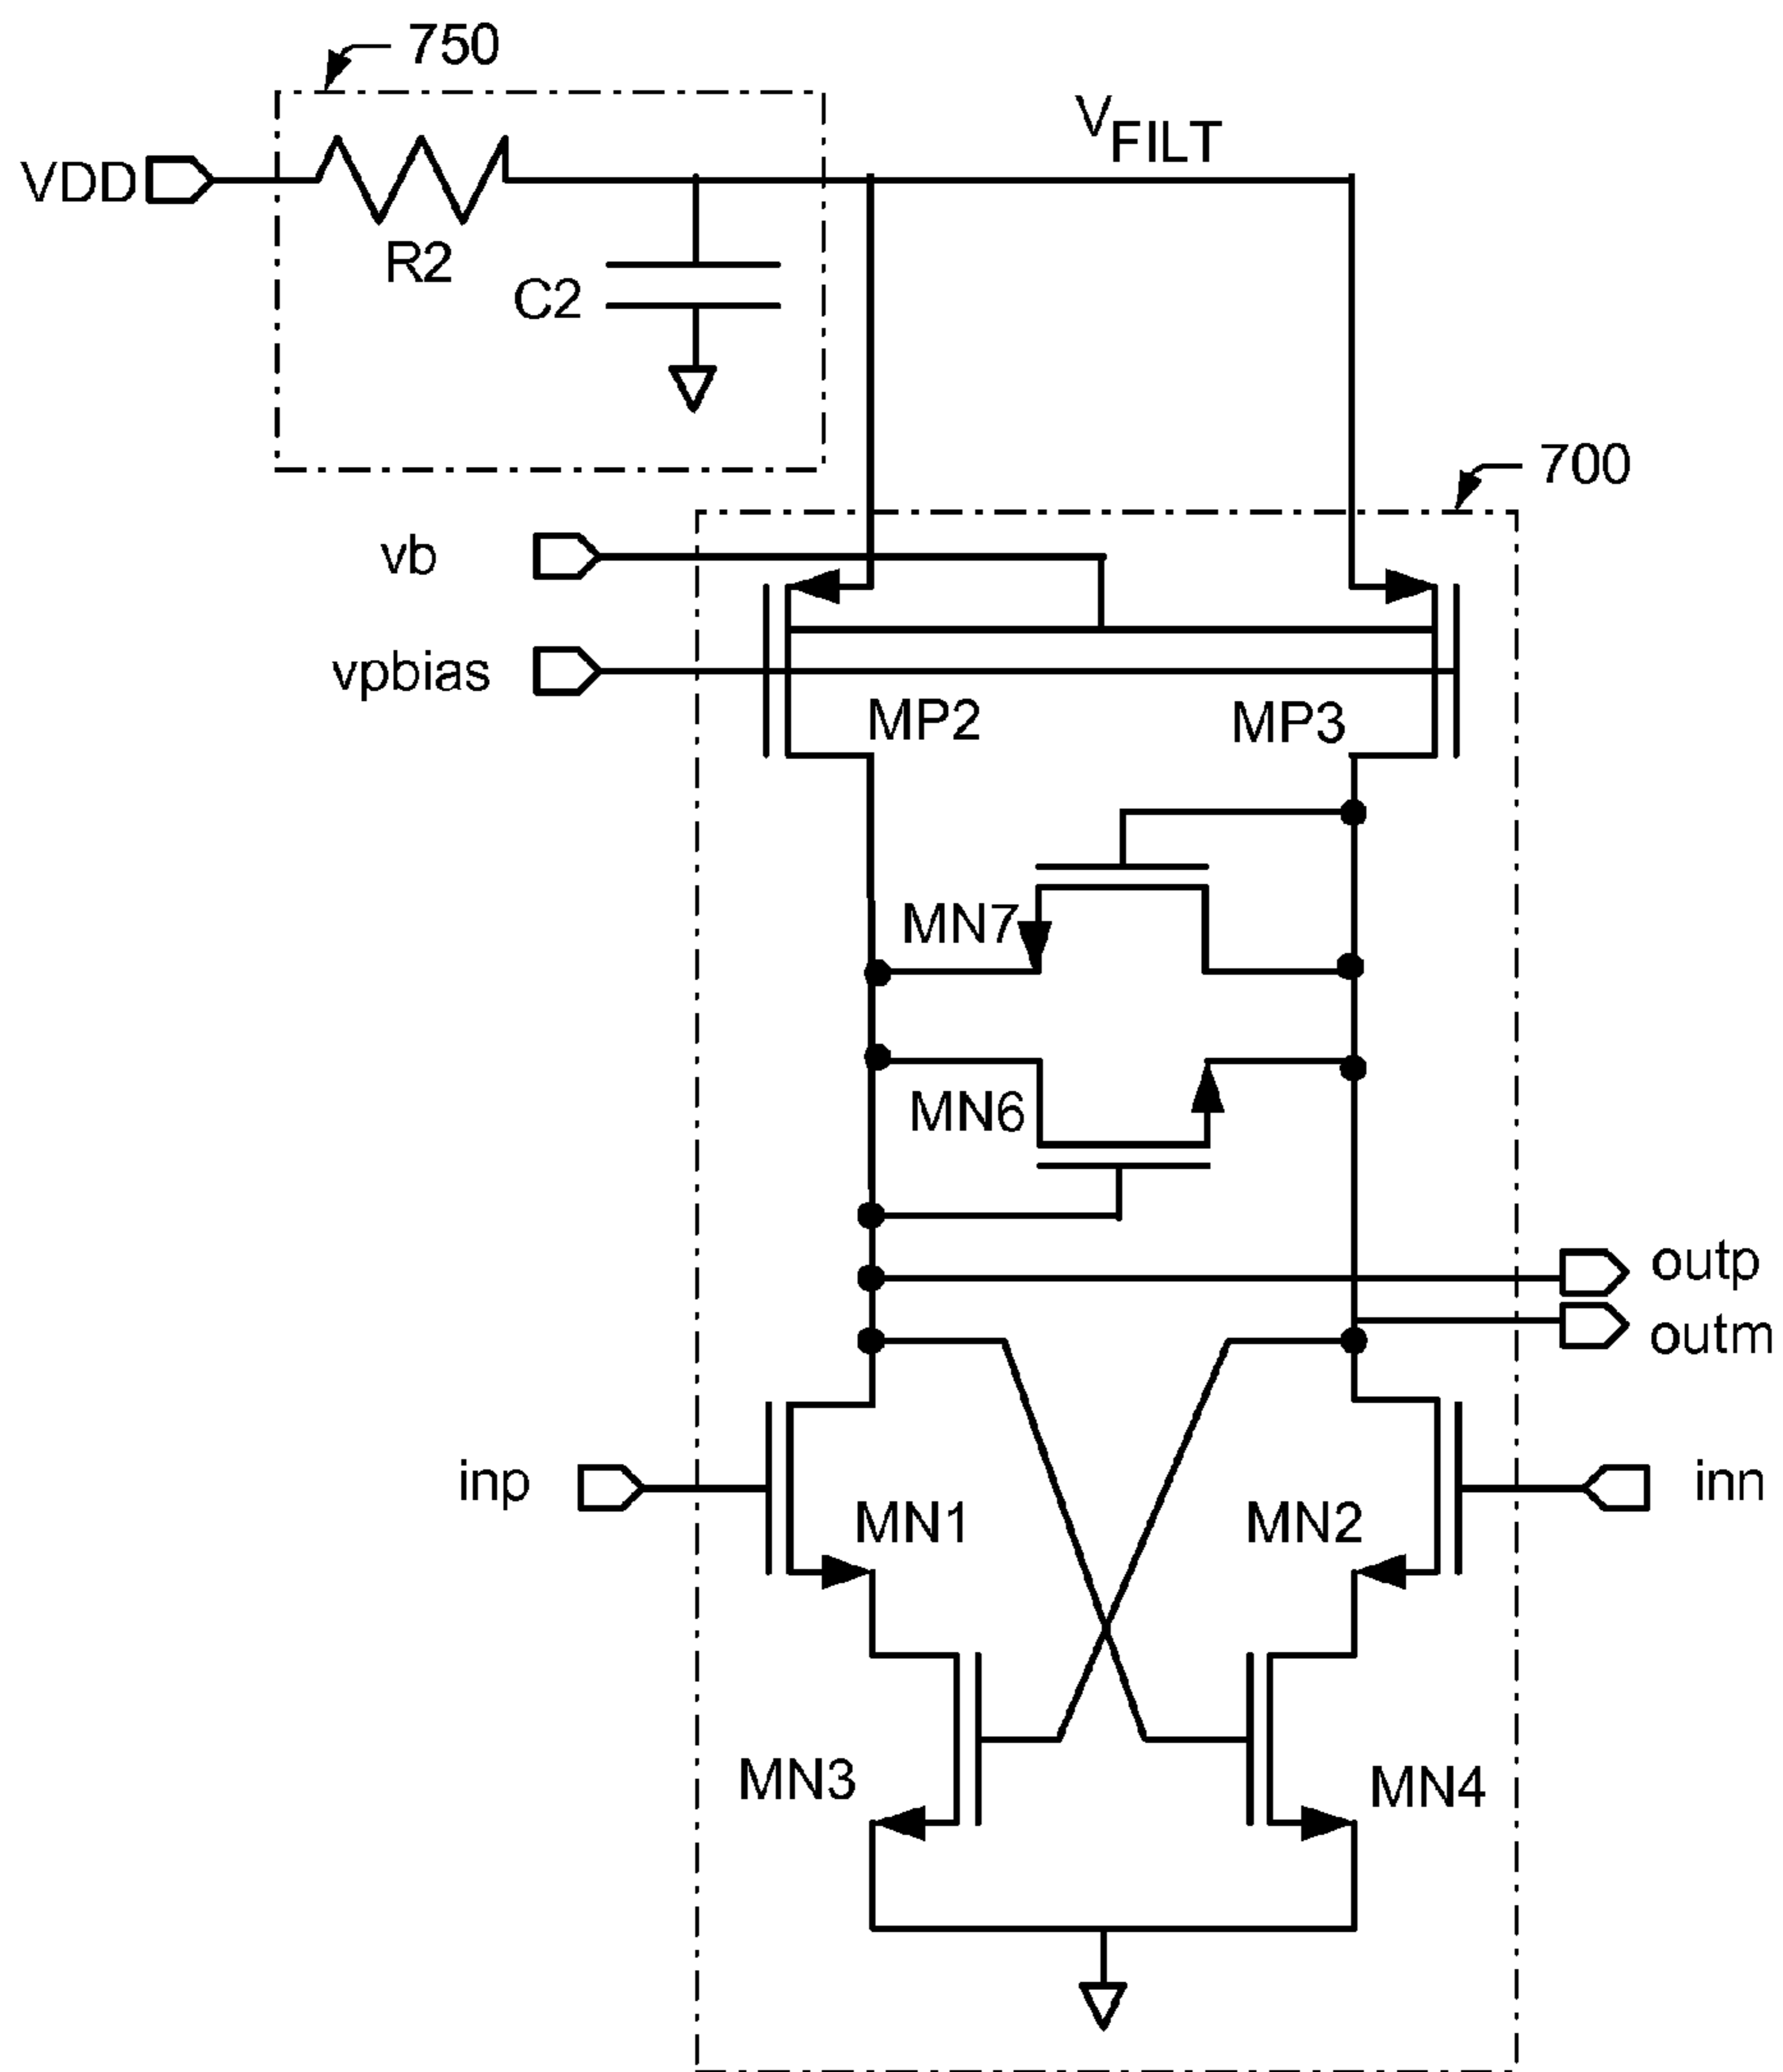 750
VDD
R2
C2
VFILT
700
vb
vpbias
MP2
MP3
MN7
MN6
outp
outm
inp
MN1
MN2
inn
MN3
MN4